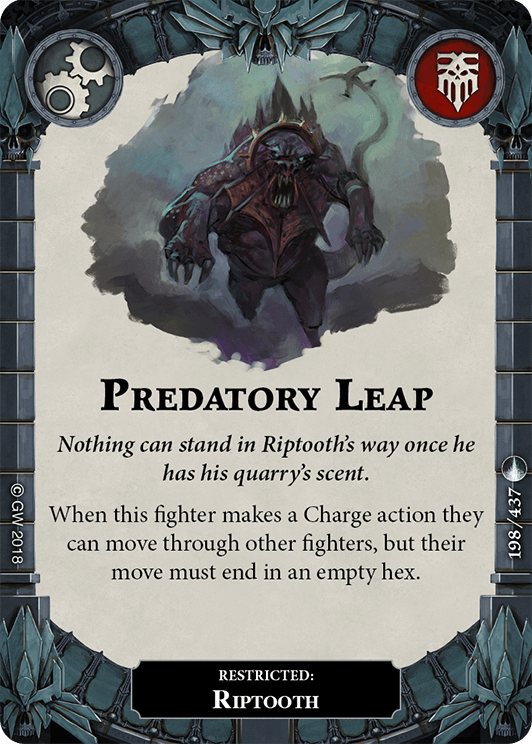 Predatory Leap
Nothing can stand in Riptooth's way once he
has his quarry's scent.
When this fighter makes a Charge action they
can move through other fighters, but their
move must end in an empty hex.
© GW 2018
198/437
RESTRICTED:
Riptooth